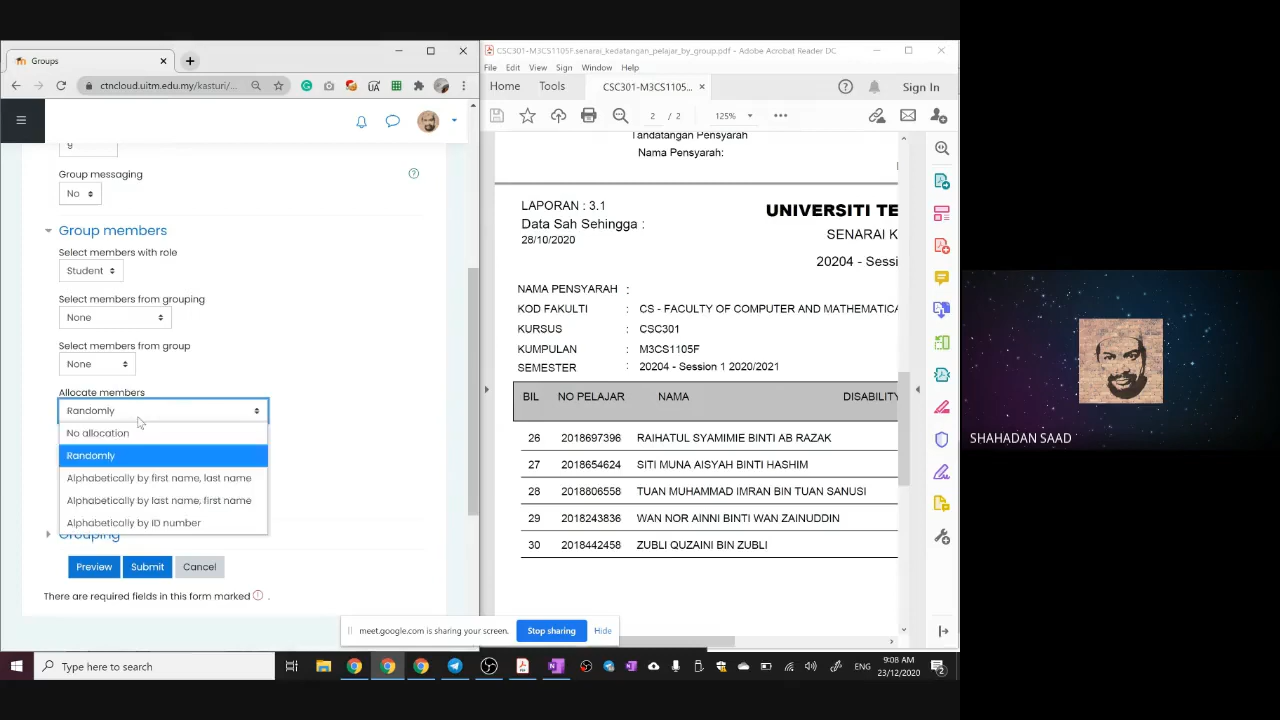 Groups
ctncloud.uitm.edu.my/kasturi/...
9
Group messaging
No
Group members
Select members with role
Student
Select members from grouping
None
Select members from group
None
Allocate members
Randomly
No allocation
Randomly
Alphabetically by first name, last name
Alphabetically by last name, first name
Alphabetically by ID number
Grouping
Preview Submit Cancel
There are required fields in this form marked .
CSC301-M3CS1105F.senarai_kedatangan_pelajar_by_group.pdf - Adobe Acrobat Reader DC
File Edit View Sign Window Help
Home Tools CSC301-M3CS1105... Sign In
2 / 2 125%
Tandatangan Pensyarah
Nama Pensyarah:
LAPORAN : 3.1 UNIVERSITI TE
Data Sah Sehingga : SENARAI K
28/10/2020
20204 - Sessi
NAMA PENSYARAH :
KOD FAKULTI : CS - FACULTY OF COMPUTER AND MATHEMATICA
KURSUS : CSC301
KUMPULAN : M3CS1105F
SEMESTER : 20204 - Session 1 2020/2021
BIL NO PELAJAR NAMA DISABILITY
26 2018697396 RAIHATUL SYAMIMIE BINTI AB RAZAK
27 2018654624 SITI MUNA AISYAH BINTI HASHIM
28 2018806558 TUAN MUHAMMAD IMRAN BIN TUAN SANUSI
29 2018243836 WAN NOR AINNI BINTI WAN ZAINUDDIN
30 2018442458 ZUBLI QUZAINI BIN ZUBLI
meet.google.com is sharing your screen. Stop sharing Hide
Type here to search
ENG
9:08 AM
23/12/2020
2
SHAHADAN SAAD